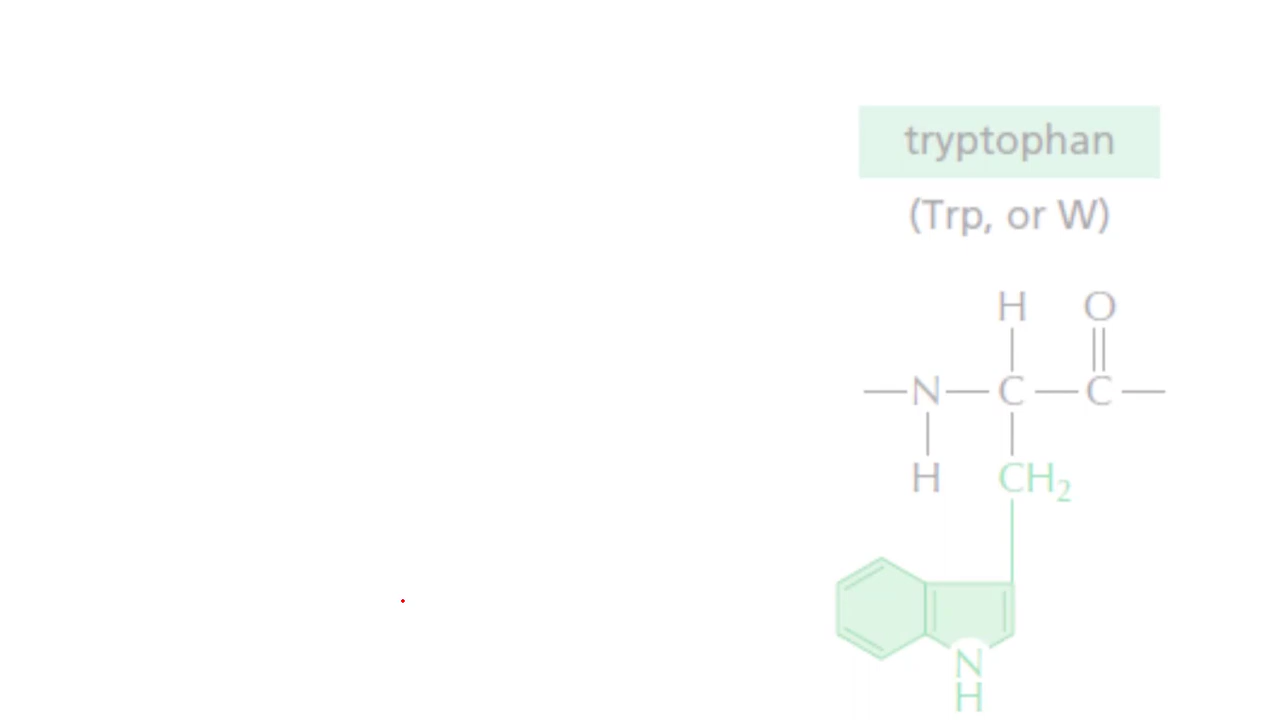 tryptophan
(Trp, or W)
H O
N C C
H CH₂
N
H